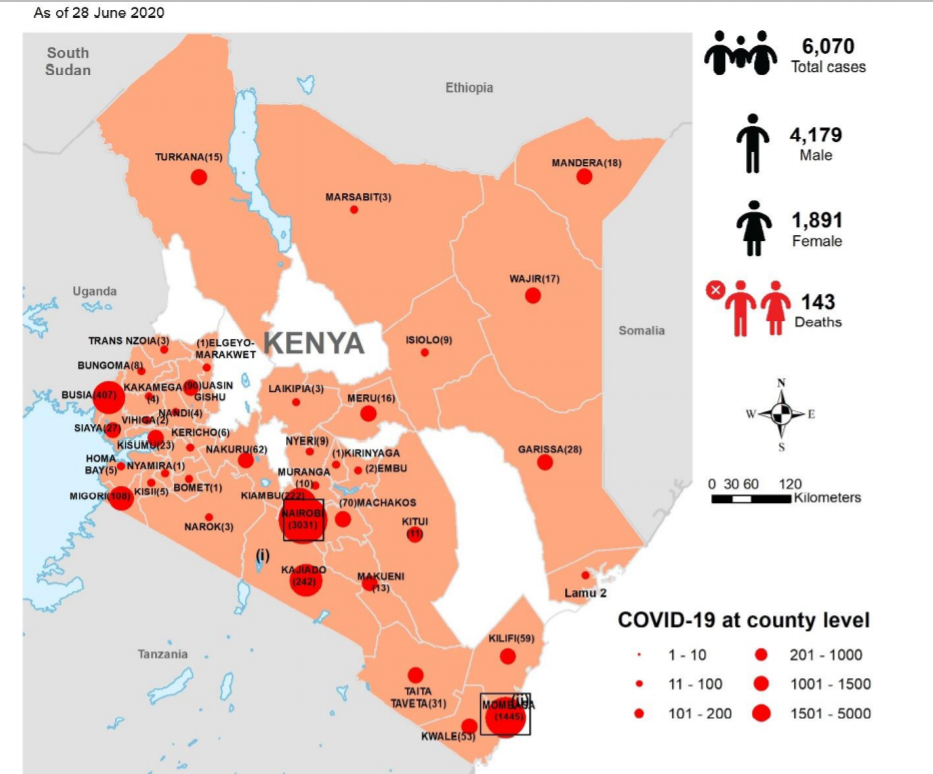 As of 28 June 2020
South
Sudan
Ethiopia
6,070
Total cases
4,179
Male
1,891
Female
143
Deaths
TURKANA(15)
MANDERA(18)
MARSABIT(3)
WAJIR(17)
Uganda
Somalia
KENYA
TRANS NZOIA(3)
(1)ELGEYO-
MARAKWET
ISIOLO(9)
BUNGOMA(8)
BUSIA(407)
KAKAMEGA
(4)
(90)UASIN
GISHU
LAIKIPIA(3)
MERU(16)
NANDI(4)
VIHIGA(2)
SIAYA(27)
KERICHO(6)
KISUMU(23)
NAKURU(62)
NYERI(9)
(1)KIRINYAGA
(2)EMBU
GARISSA(28)
HOMA
BAY(5)
NYAMIRA(1)
MURANGA
(10)
MIGORI(108)
KISII(5)
BOMET(1)
KIAMBU(222)
(70)MACHAKOS
NAIROBI
(3031)
KITUI
(11)
NAROK(3)
(i)
KAJIADO
(242)
MAKUENI
(13)
Lamu 2
Tanzania
KILIFI(59)
TAITA
TAVETA(31)
MOMBASA
(1445)
KWALE(53)
N
W
E
S
0 30 60 120
Kilometers
COVID-19 at county level
1 - 10
11 - 100
101 - 200
201 - 1000
1001 - 1500
1501 - 5000